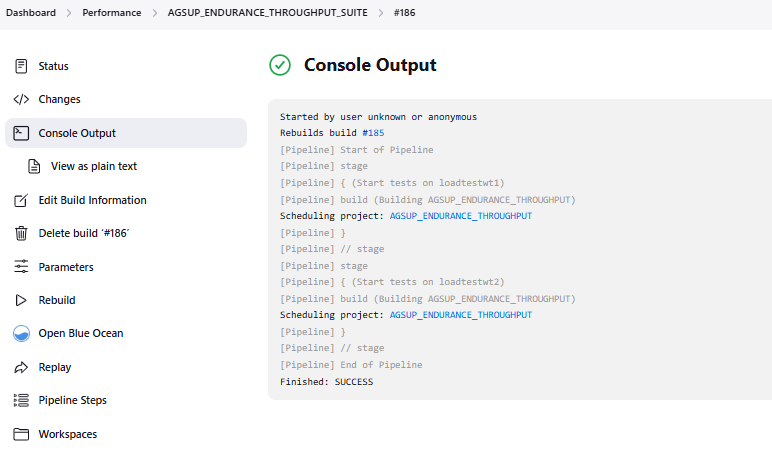 Dashboard > Performance > AGSUP_ENDURANCE_THROUGHPUT_SUITE > #186
Status
Changes
Console Output
View as plain text
Edit Build Information
Delete build ‘#186’
Parameters
Rebuild
Open Blue Ocean
Replay
Pipeline Steps
Workspaces
Console Output
Started by user unknown or anonymous
Rebuilds build #185
[Pipeline] Start of Pipeline
[Pipeline] stage
[Pipeline] { (Start tests on loadtestwt1)
[Pipeline] build (Building AGSUP_ENDURANCE_THROUGHPUT)
Scheduling project: AGSUP_ENDURANCE_THROUGHPUT
[Pipeline] }
[Pipeline] // stage
[Pipeline] stage
[Pipeline] { (Start tests on loadtestwt2)
[Pipeline] build (Building AGSUP_ENDURANCE_THROUGHPUT)
Scheduling project: AGSUP_ENDURANCE_THROUGHPUT
[Pipeline] }
[Pipeline] // stage
[Pipeline] End of Pipeline
Finished: SUCCESS